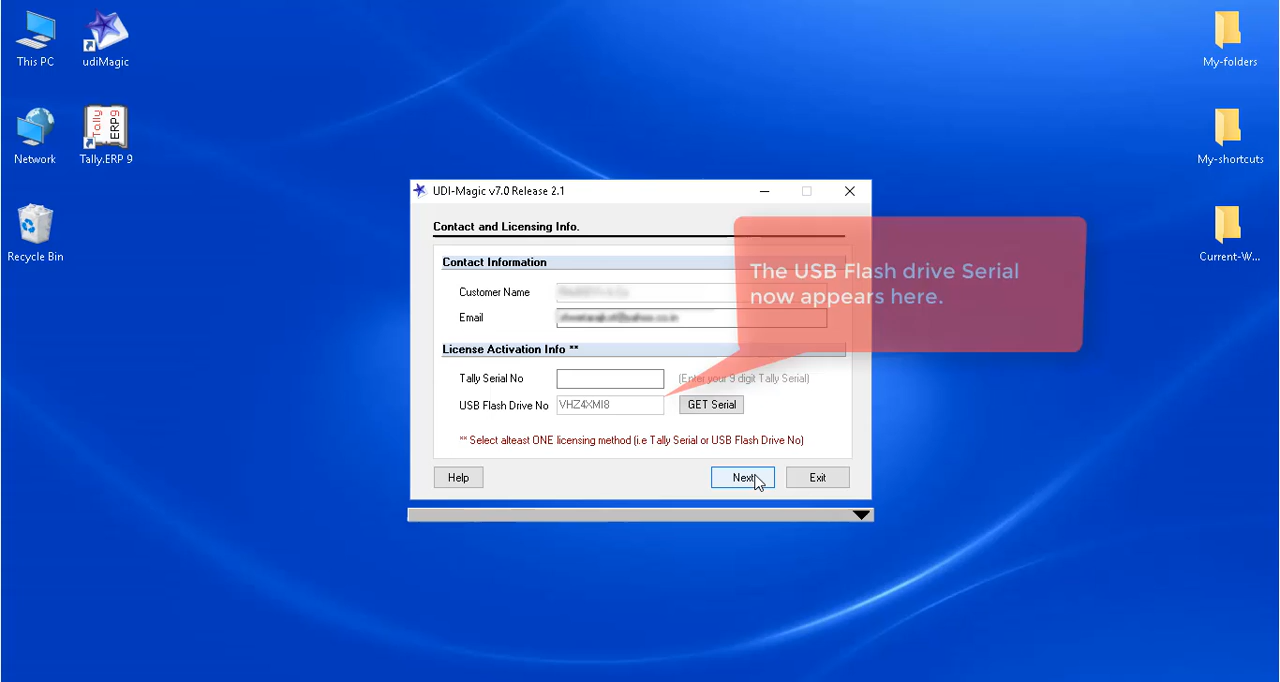 This PC
udiMagic
Network
Tally.ERP 9
Tally
ERP9
Recycle Bin
My-folders
My-shortcuts
Current-W...
UDI-Magic v7.0 Release 2.1
Contact and Licensing Info.
Contact Information
Customer Name
Email
The USB Flash drive Serial
now appears here.
License Activation Info **
Tally Serial No
(Enter your 9 digit Tally Serial)
USB Flash Drive No
VHZ4XMI8
GET Serial
** Select alteast ONE licensing method (i.e Tally Serial or USB Flash Drive No)
Help
Next
Exit